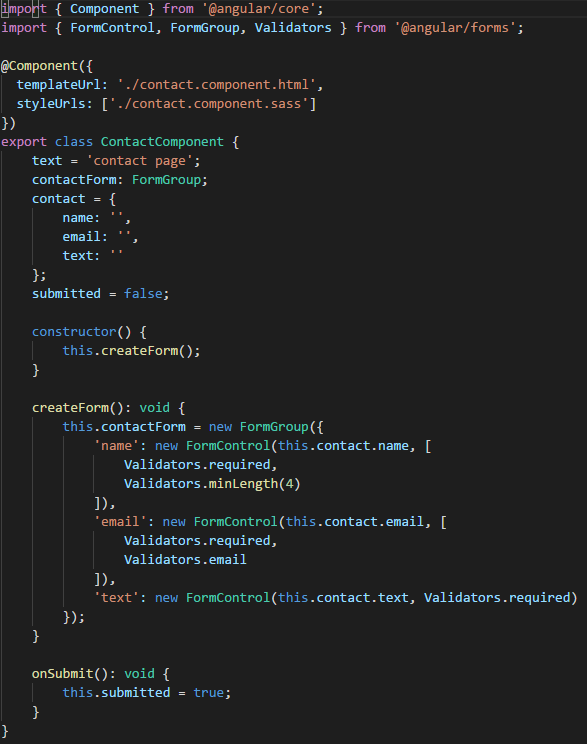 import { Component } from '@angular/core';
import { FormControl, FormGroup, Validators } from '@angular/forms';

@Component({
  templateUrl: './contact.component.html',
  styleUrls: ['./contact.component.sass']
})
export class ContactComponent {
    text = 'contact page';
    contactForm: FormGroup;
    contact = {
        name: '',
        email: '',
        text: ''
    };
    submitted = false;

    constructor() {
        this.createForm();
    }

    createForm(): void {
        this.contactForm = new FormGroup({
            'name': new FormControl(this.contact.name, [
                Validators.required,
                Validators.minLength(4)
            ]),
            'email': new FormControl(this.contact.email, [
                Validators.required,
                Validators.email
            ]),
            'text': new FormControl(this.contact.text, Validators.required)
        });
    }

    onSubmit(): void {
        this.submitted = true;
    }
}